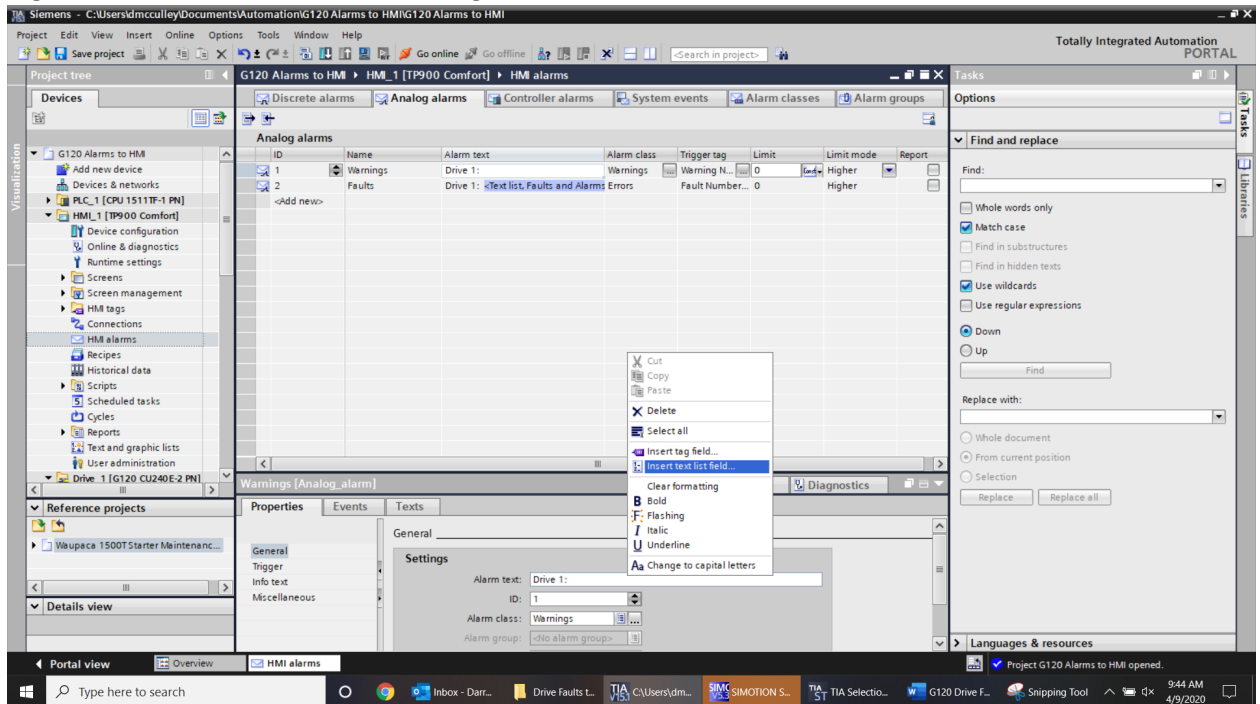 Siemens - C:\Users\dmcculley\Documents\Automation\G120 Alarms to HMI\G120 Alarms to HMI
Project Edit View Insert Online Options Tools Window Help
Totally Integrated Automation
PORTAL
Save project
Go online
Go offline
<Search in project>
Project tree
G120 Alarms to HMI HMI_1 [TP900 Comfort] HMI alarms
Tasks
Devices
Discrete alarms
Analog alarms
Controller alarms
System events
Alarm classes
Alarm groups
Options
Analog alarms
ID Name Alarm text Alarm class Trigger tag Limit Limit mode Report
1 Warnings Drive 1: Warnings ... Warning N... ... 0 Const Higher
2 Faults Drive 1: <Text list, Faults and Alarms Errors Fault Number... 0 Higher
<Add new>
G120 Alarms to HMI
Add new device
Devices & networks
PLC_1 [CPU 1511TF-1 PN]
HMI_1 [TP900 Comfort]
Device configuration
Online & diagnostics
Runtime settings
Screens
Screen management
HMI tags
Connections
HMI alarms
Recipes
Historical data
Scripts
Scheduled tasks
Cycles
Reports
Text and graphic lists
User administration
Drive_1 [G120 CU240E-2 PN]
Visualization
Reference projects
Waupaca 1500T Starter Maintenanc...
Details view
Cut
Copy
Paste
Delete
Select all
Insert tag field...
Insert text list field...
Clear formatting
B Bold
F Flashing
I Italic
U Underline
Aa Change to capital letters
Warnings [Analog_alarm]
Diagnostics
Properties
Events
Texts
General
Trigger
Info text
Miscellaneous
General
Settings
Alarm text: Drive 1:
ID: 1
Alarm class: Warnings ...
Alarm group: <No alarm group>
Find and replace
Find:
Whole words only
Match case
Find in substructures
Find in hidden texts
Use wildcards
Use regular expressions
Down
Up
Find
Replace with:
Whole document
From current position
Selection
Replace
Replace all
Languages & resources
Tasks
Libraries
Portal view
Overview
HMI alarms
Project G120 Alarms to HMI opened.
Type here to search
Inbox - Darr...
Drive Faults t...
TIA V15.1 C:\Users\dm...
SIMOTION S...
TIA ST TIA Selectio...
G120 Drive F...
Snipping Tool
9:44 AM
4/9/2020